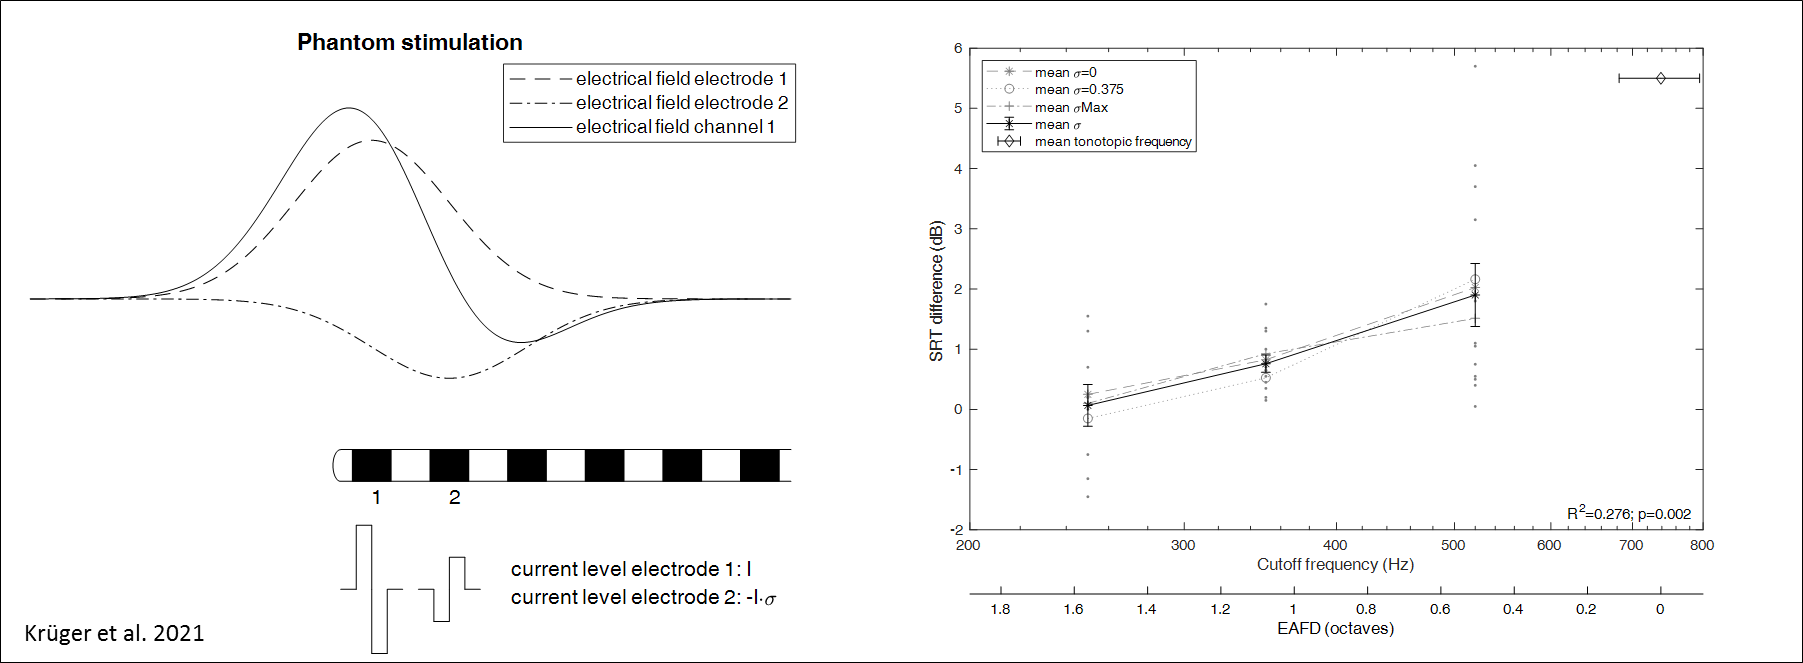 Phantom stimulation
electrical field electrode 1
electrical field electrode 2
electrical field channel 1
1
2
current level electrode 1: I
current level electrode 2: -I·σ
Krüger et al. 2021
mean σ=0
mean σ=0.375
mean σMax
mean σ
mean tonotopic frequency
6
5
4
3
2
1
0
-1
-2
SRT difference (dB)
R²=0.276; p=0.002
200 300 400 500 600 700 800
Cutoff frequency (Hz)
1.8 1.6 1.4 1.2 1 0.8 0.6 0.4 0.2 0
EAFD (octaves)